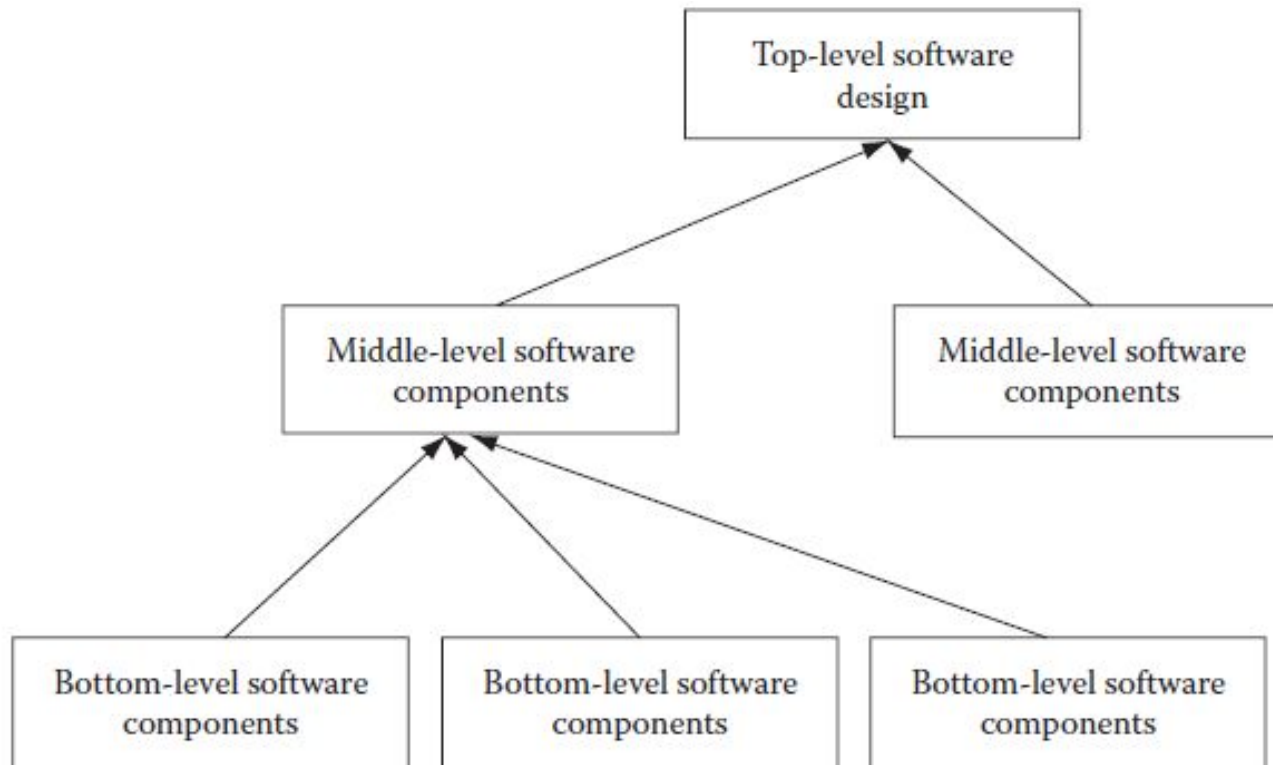 Top-level software
design
Middle-level software
components
Middle-level software
components
Bottom-level software
components
Bottom-level software
components
Bottom-level software
components